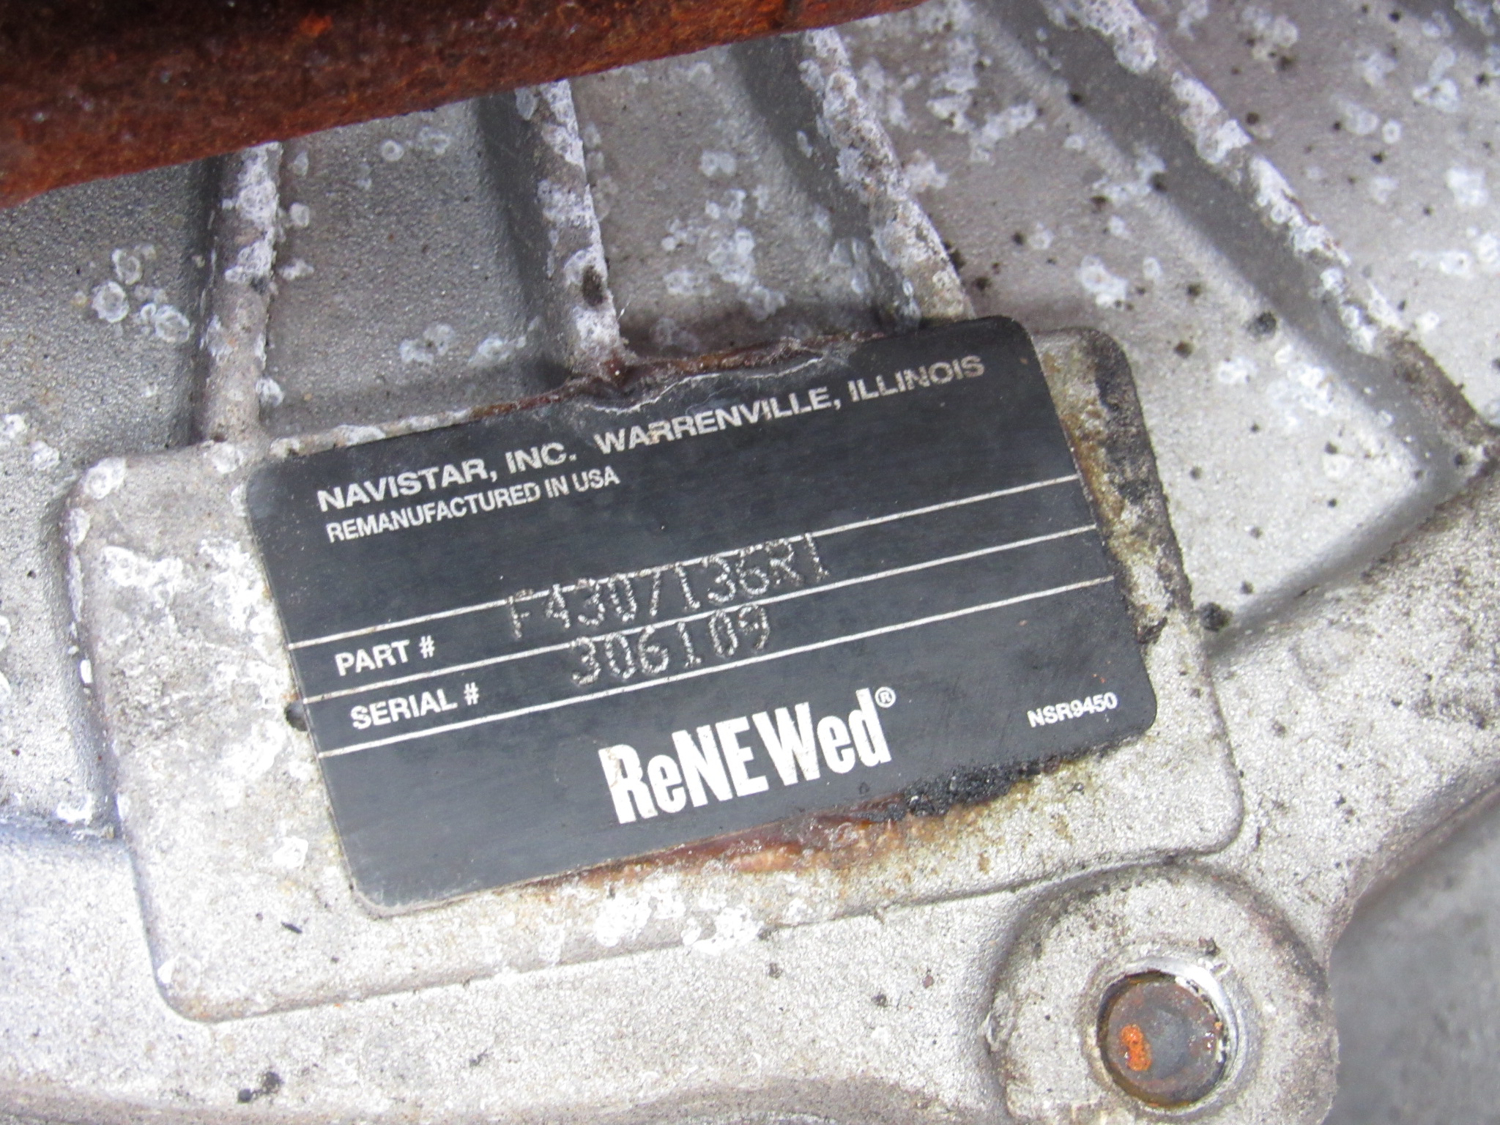 NAVISTAR, INC. WARRENVILLE, ILLINOIS
REMANUFACTURED IN USA
PART # F4307136R1
SERIAL # 306109
ReNEWed®
NSR9450